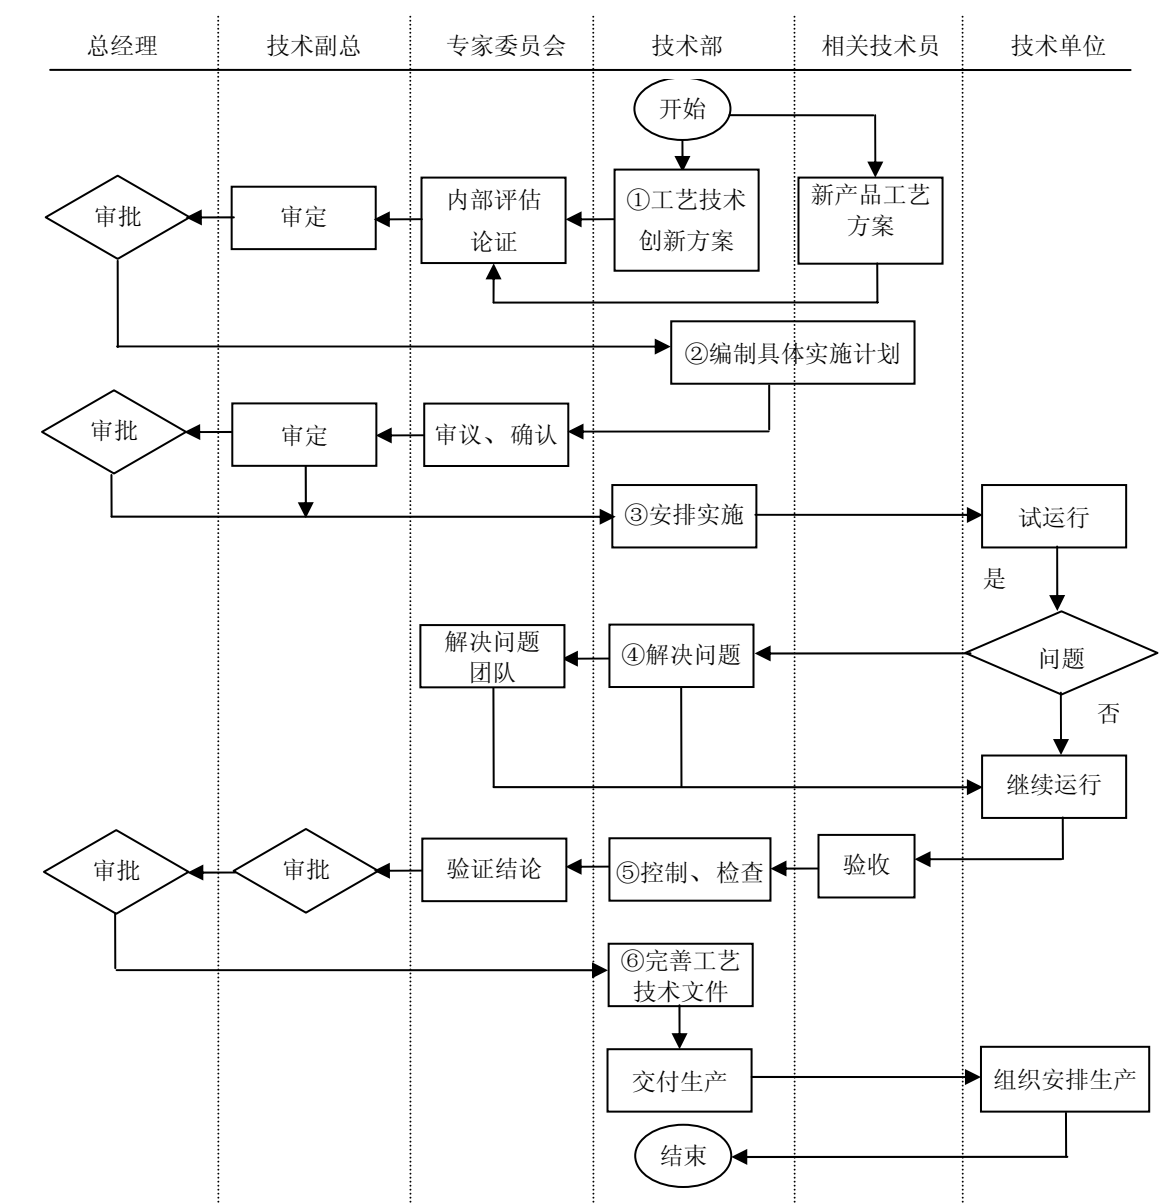 总经理
技术副总
专家委员会
技术部
相关技术员
技术单位
开始
审批
审定
内部评估
论证
①工艺技术
创新方案
新产品工艺
方案
②编制具体实施计划
审批
审定
审议、确认
③安排实施
试运行
是
解决问题
团队
④解决问题
问题
否
继续运行
审批
审批
验证结论
⑤控制、检查
验收
⑥完善工艺
技术文件
交付生产
组织安排生产
结束